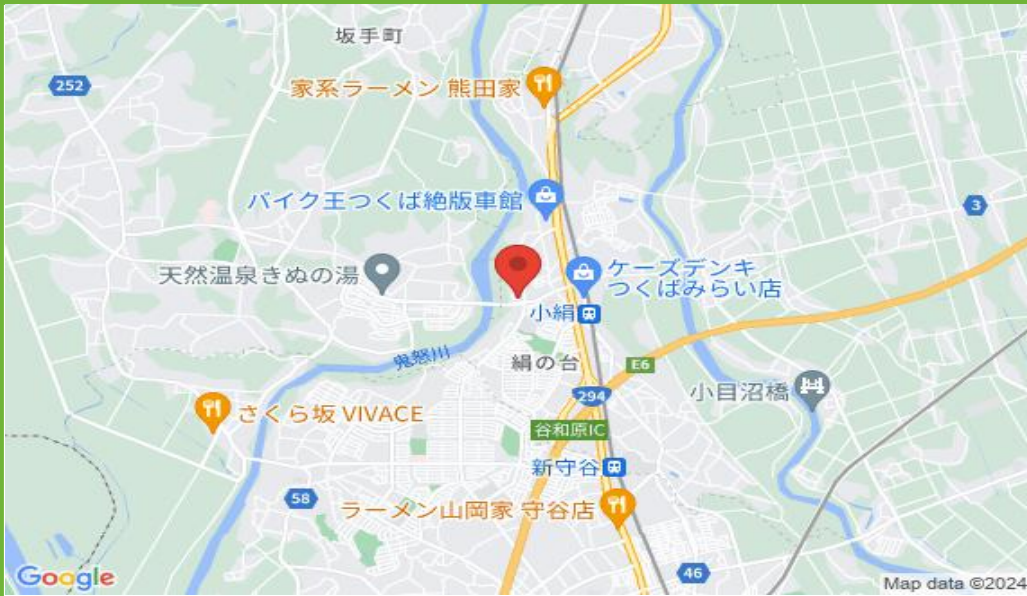 坂手町
252
家系ラーメン 熊田家
バイク王つくば絶版車館
3
天然温泉きぬの湯
ケーズデンキ
つくばみらい店
小絹
鬼怒川
絹の台
E6
294
小目沼橋
さくら坂 VIVACE
谷和原IC
新守谷
58
ラーメン山岡家 守谷店
46
Google
Map data ©2024